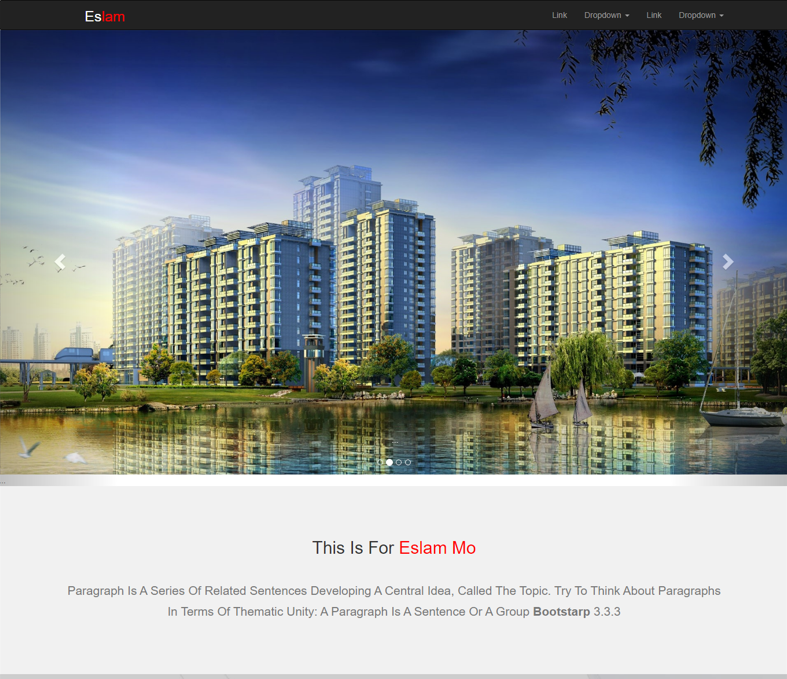 Eslam
Link Dropdown Link Dropdown
...
This Is For Eslam Mo
Paragraph Is A Series Of Related Sentences Developing A Central Idea, Called The Topic. Try To Think About Paragraphs
In Terms Of Thematic Unity: A Paragraph Is A Sentence Or A Group Bootstarp 3.3.3